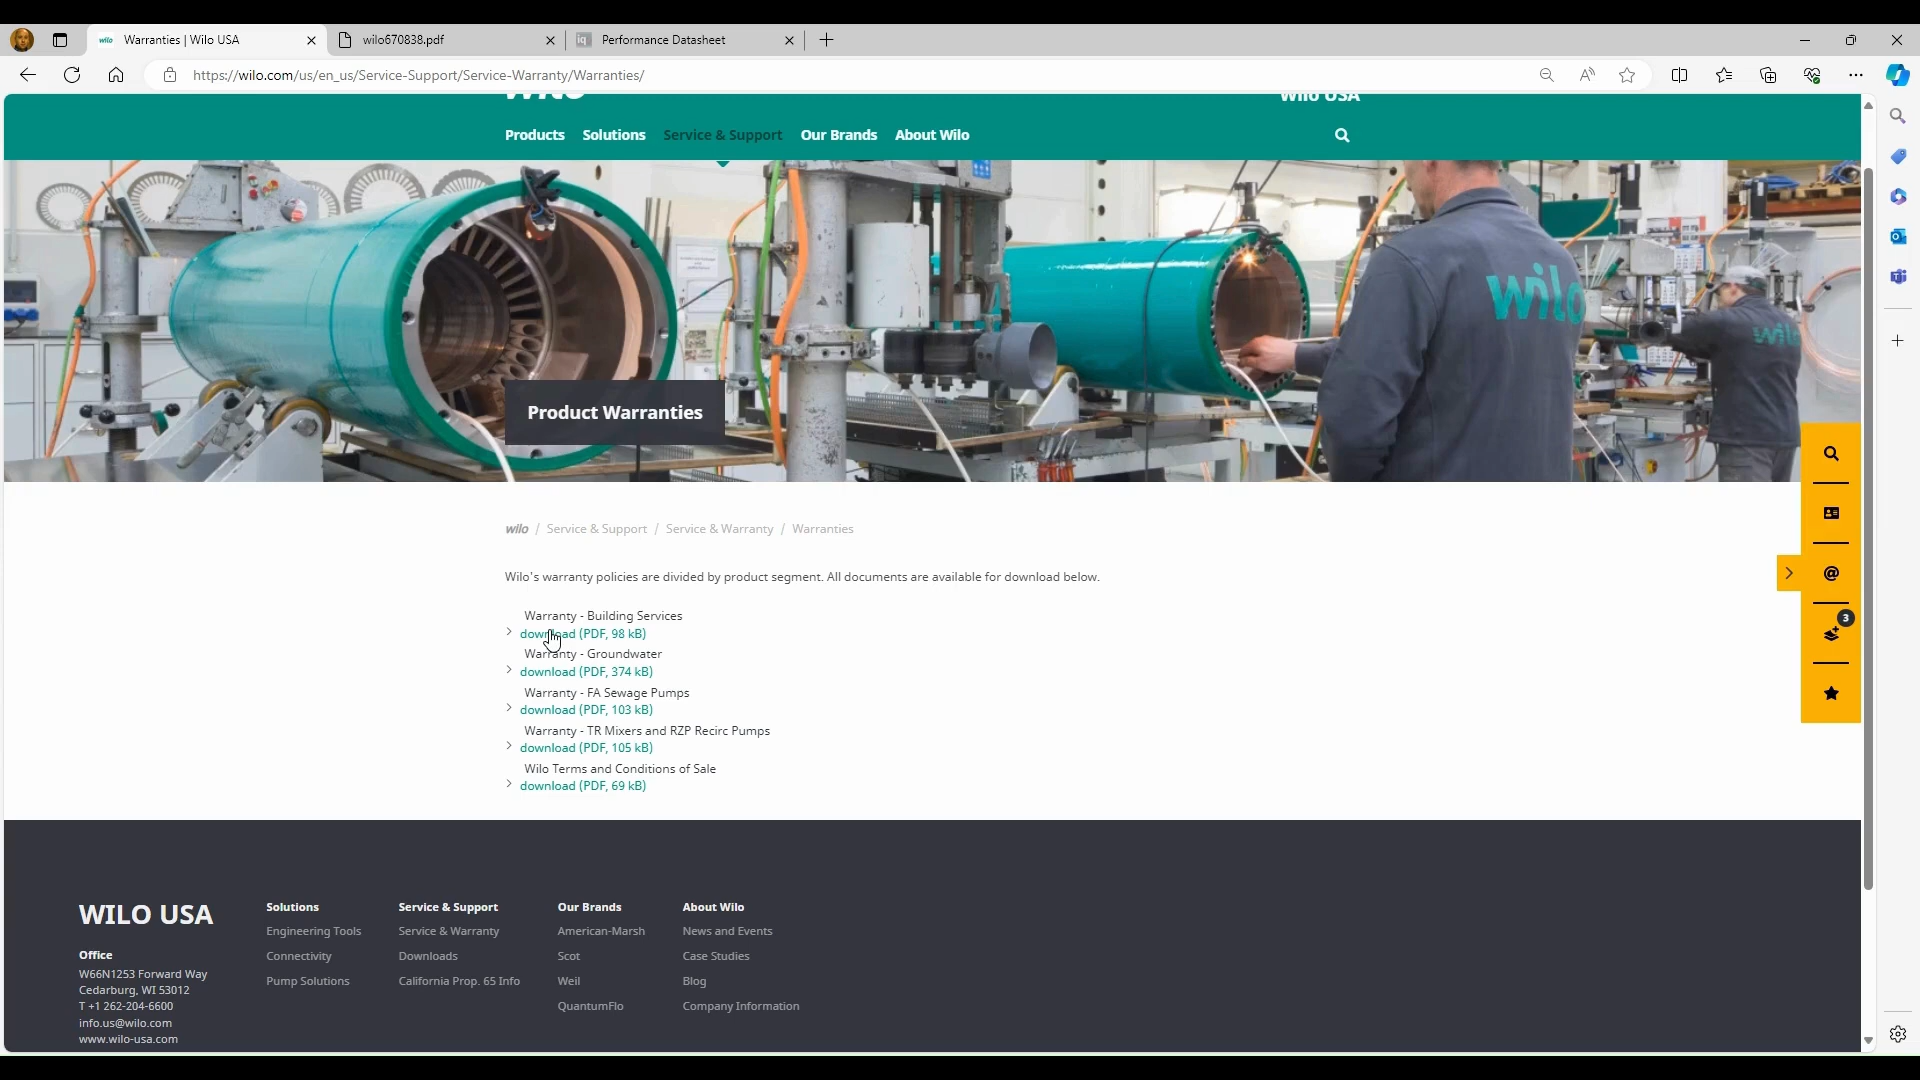 Warranties | Wilo USA
wilo670838.pdf
iq
Performance Datasheet
https://wilo.com/us/en_us/Service-Support/Service-Warranty/Warranties/
wilo
Wilo USA
Products Solutions Service & Support Our Brands About Wilo
wilo
wilo
Product Warranties
wilo / Service & Support / Service & Warranty / Warranties
Wilo's warranty policies are divided by product segment. All documents are available for download below.
3
Warranty - Building Services
download (PDF, 98 kB)
Warranty - Groundwater
download (PDF, 374 kB)
Warranty - FA Sewage Pumps
download (PDF, 103 kB)
Warranty - TR Mixers and RZP Recirc Pumps
download (PDF, 105 kB)
Wilo Terms and Conditions of Sale
download (PDF, 69 kB)
WILO USA
Office
W66N1253 Forward Way
Cedarburg, WI 53012
T +1 262-204-6600
info.us@wilo.com
www.wilo-usa.com
Solutions
Engineering Tools
Connectivity
Pump Solutions
Service & Support
Service & Warranty
Downloads
California Prop. 65 Info
Our Brands
American-Marsh
Scot
Weil
QuantumFlo
About Wilo
News and Events
Case Studies
Blog
Company Information